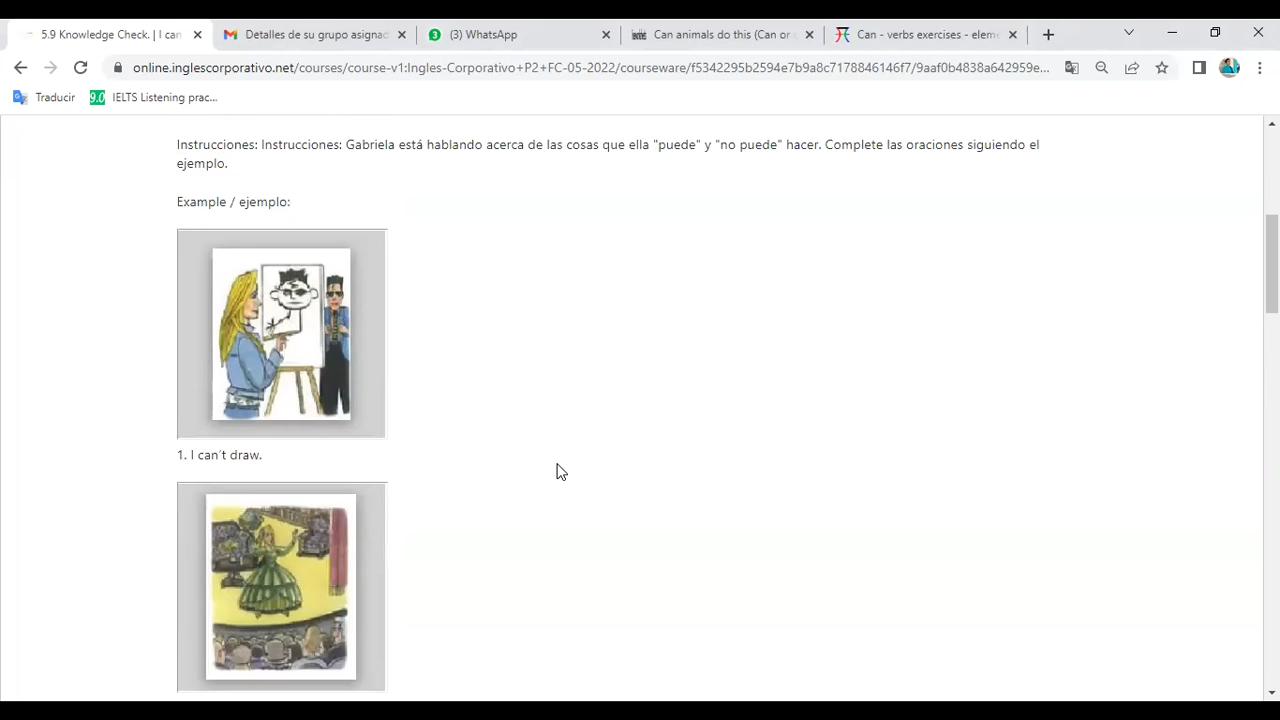 5.9 Knowledge Check. | I can
Detalles de su grupo asignad
(3) WhatsApp
Can animals do this (Can or
Can - verbs exercises - elem
online.inglescorporativo.net/courses/course-v1:Ingles-Corporativo+P2+FC-05-2022/courseware/f5342295b2594e7b9a8c7178846146f7/9aaf0b4838a642959e...
Traducir
9.0 IELTS Listening prac...
Instrucciones: Instrucciones: Gabriela está hablando acerca de las cosas que ella "puede" y "no puede" hacer. Complete las oraciones siguiendo el
ejemplo.
Example / ejemplo:
1. I can´t draw.